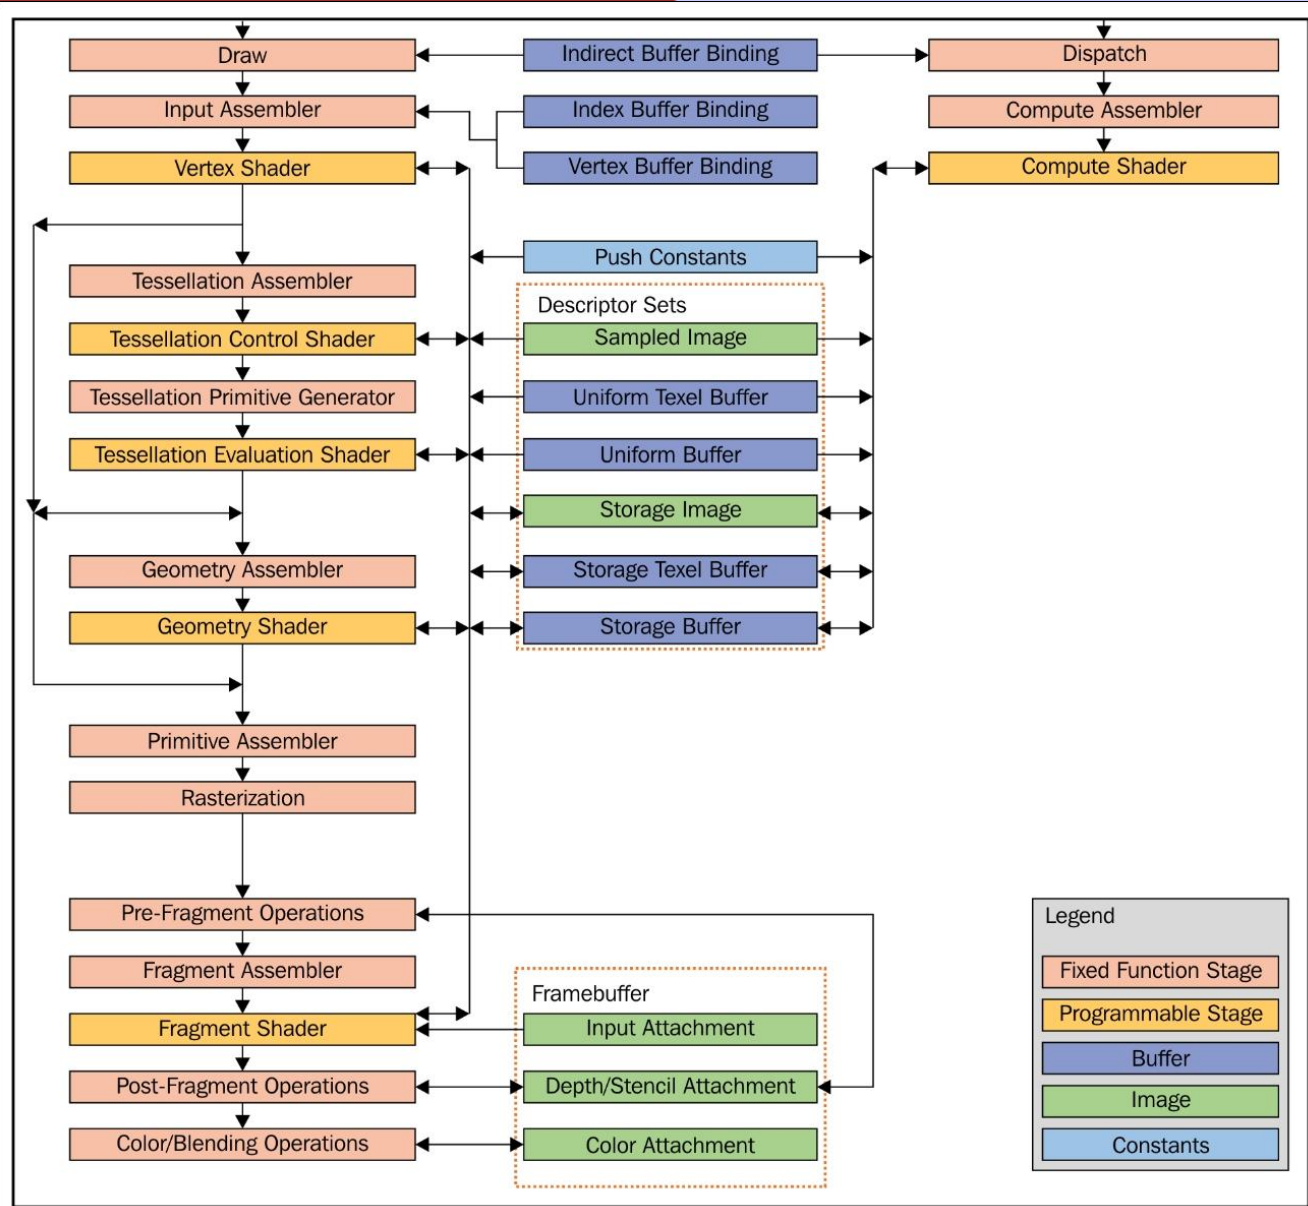 Draw
Indirect Buffer Binding
Dispatch
Input Assembler
Index Buffer Binding
Compute Assembler
Vertex Shader
Vertex Buffer Binding
Compute Shader
Push Constants
Tessellation Assembler
Descriptor Sets
Tessellation Control Shader
Sampled Image
Tessellation Primitive Generator
Uniform Texel Buffer
Tessellation Evaluation Shader
Uniform Buffer
Storage Image
Geometry Assembler
Storage Texel Buffer
Geometry Shader
Storage Buffer
Primitive Assembler
Rasterization
Pre-Fragment Operations
Fragment Assembler
Framebuffer
Fragment Shader
Input Attachment
Post-Fragment Operations
Depth/Stencil Attachment
Color/Blending Operations
Color Attachment
Legend
Fixed Function Stage
Programmable Stage
Buffer
Image
Constants